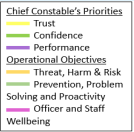 Chief Constable's Priorities
Trust
Confidence
Performance
Operational Objectives
Threat, Harm & Risk
Prevention, Problem
Solving and Proactivity
Officer and Staff
Wellbeing